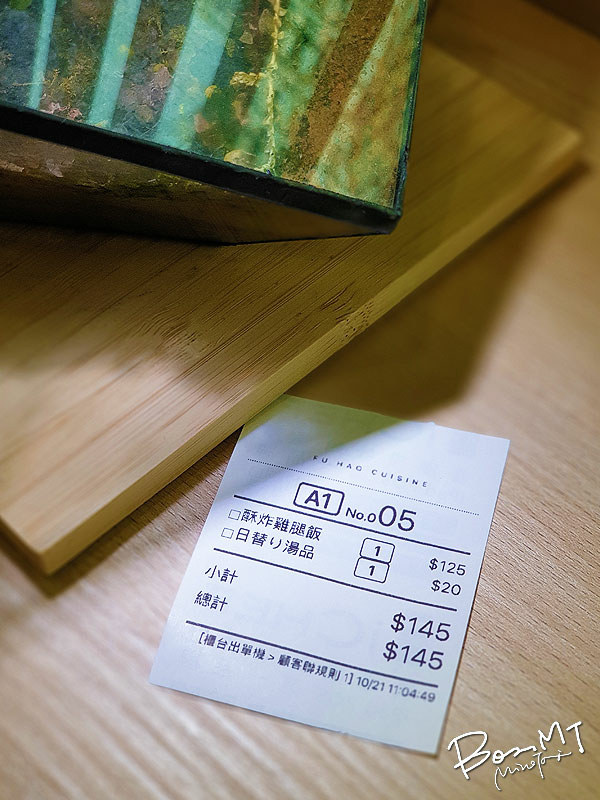 FU HAO CUISINE
A1 No.005
□酥炸雞腿飯 1 $125
□日替り湯品 1 $20
小計 $145
總計 $145
[櫃台出單機 > 顧客聯規則 1] 10/21 11:04:49